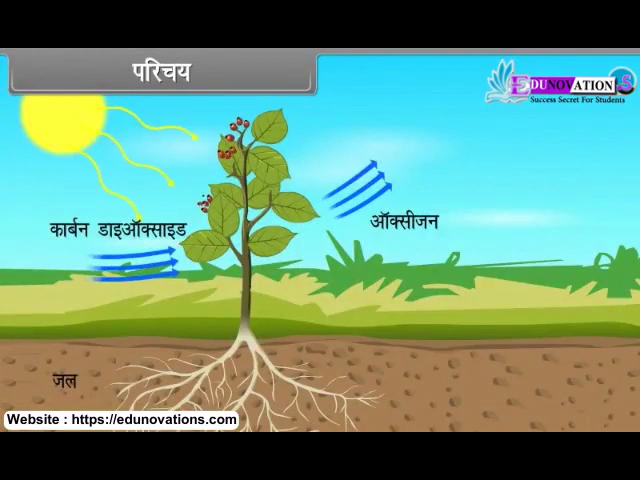 परिचय
EDUNOVATIONS
Success Secret For Students
कार्बन डाइऑक्साइड
ऑक्सीजन
जल
Website : https://edunovations.com